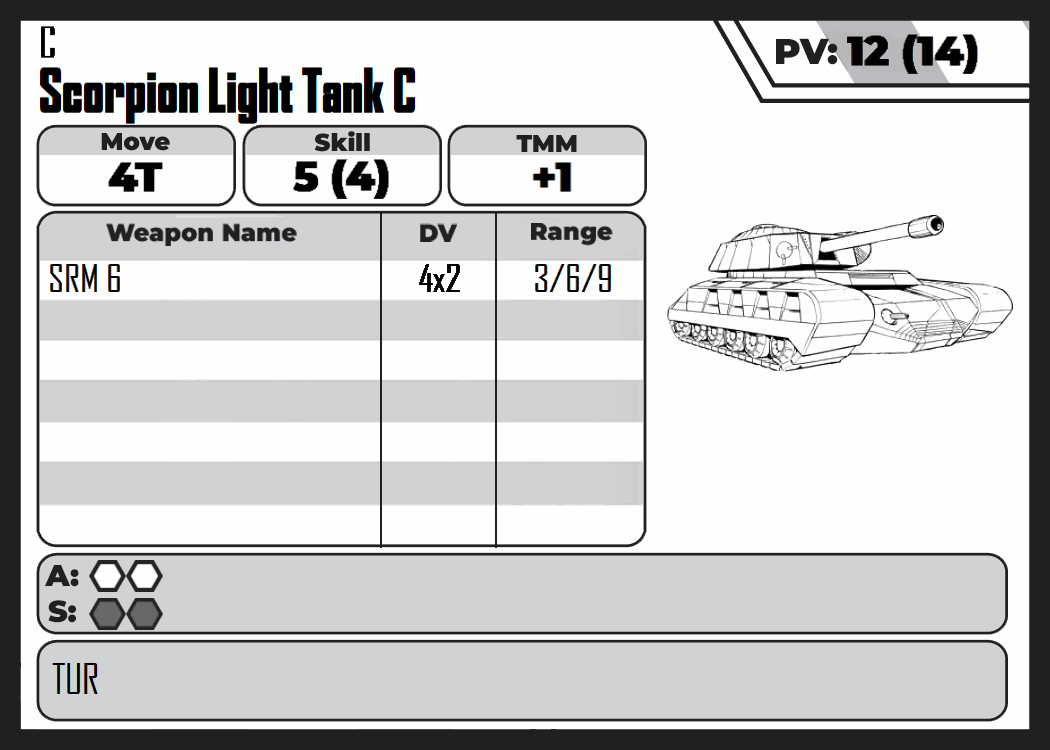 C
Scorpion Light Tank C
PV: 12 (14)
Move
4T
Skill
5 (4)
TMM
+1
Weapon Name DV Range
SRM 6 4x2 3/6/9
A:
S:
TUR